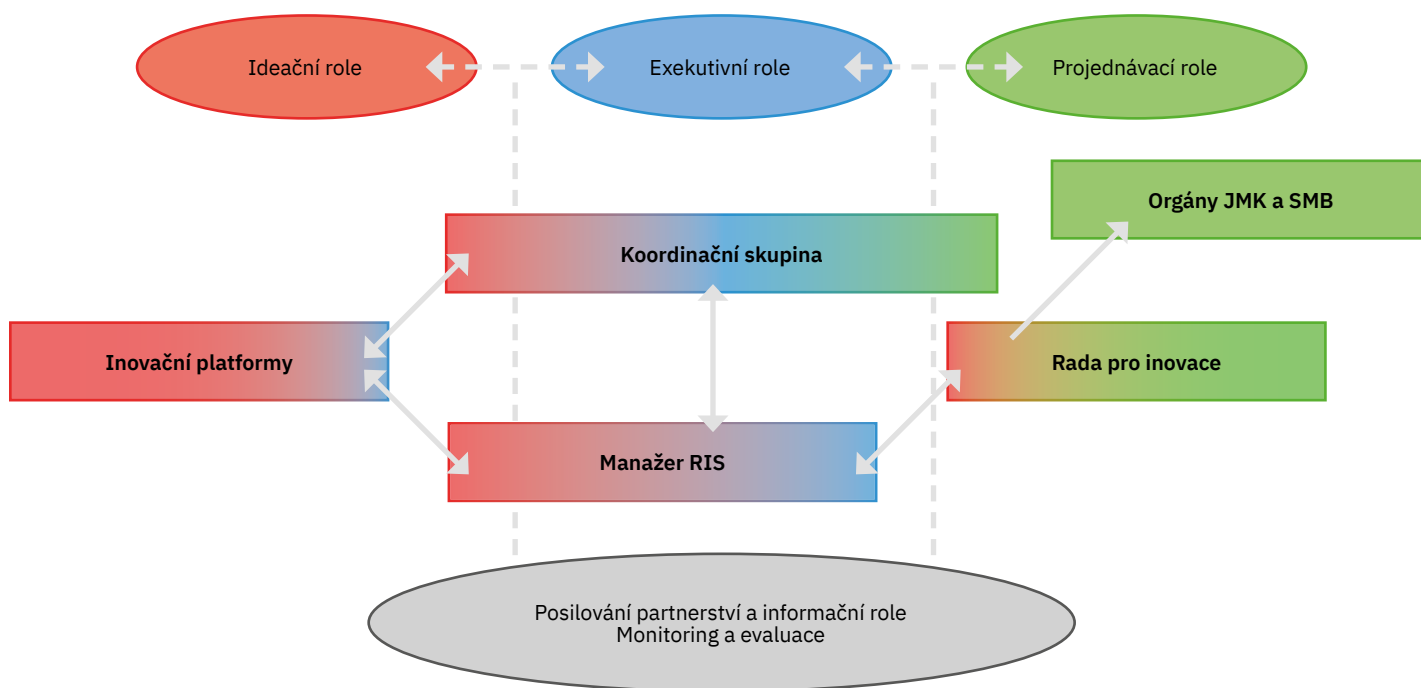 Ideační role
Exekutivní role
Projednávací role
Orgány JMK a SMB
Koordinační skupina
Inovační platformy
Rada pro inovace
Manažer RIS
Posilování partnerství a informační role
Monitoring a evaluace